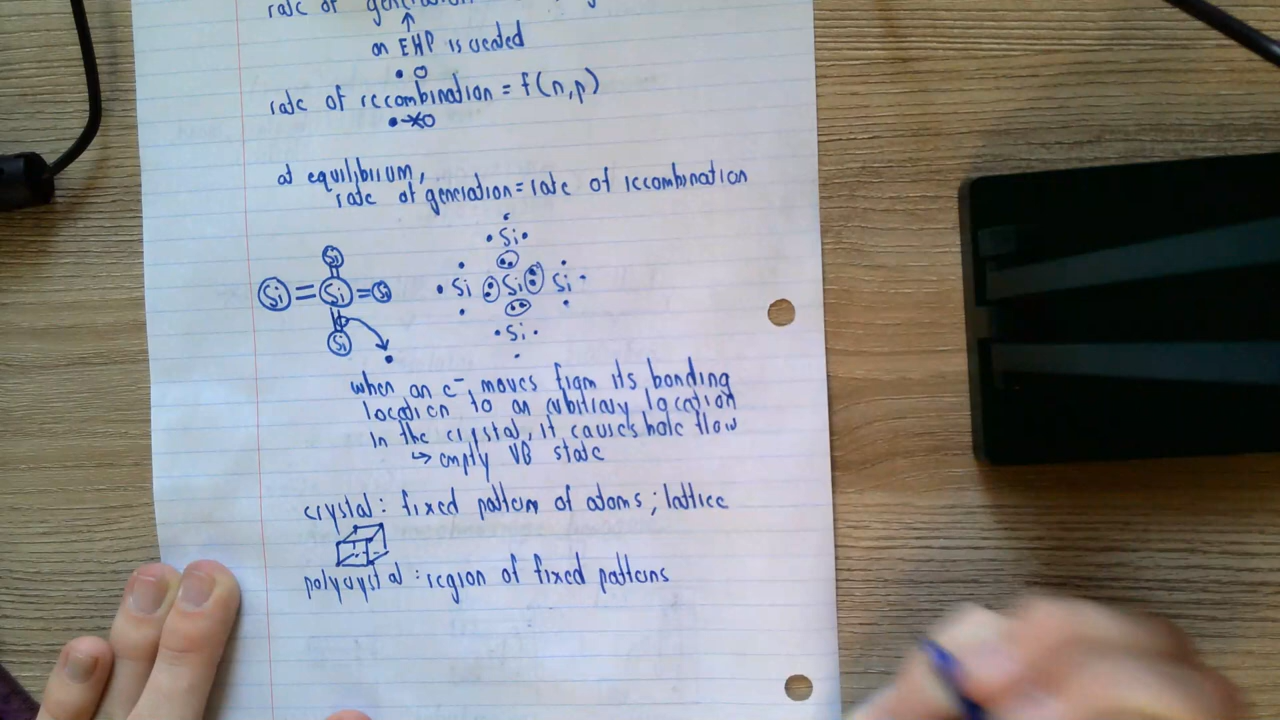 rate of generation
an EHP is created
rate of recombination = f(n,p)
at equilibrium,
rate of generation = rate of recombination
Si
Si = Si = Si
Si
Si
Si Si Si
Si
when an e⁻ moves from its bonding
location to an arbitrary location
in the crystal, it causes hole flow
↳ empty VB state
crystal: fixed pattern of atoms; lattice
polycrystal: region of fixed patterns